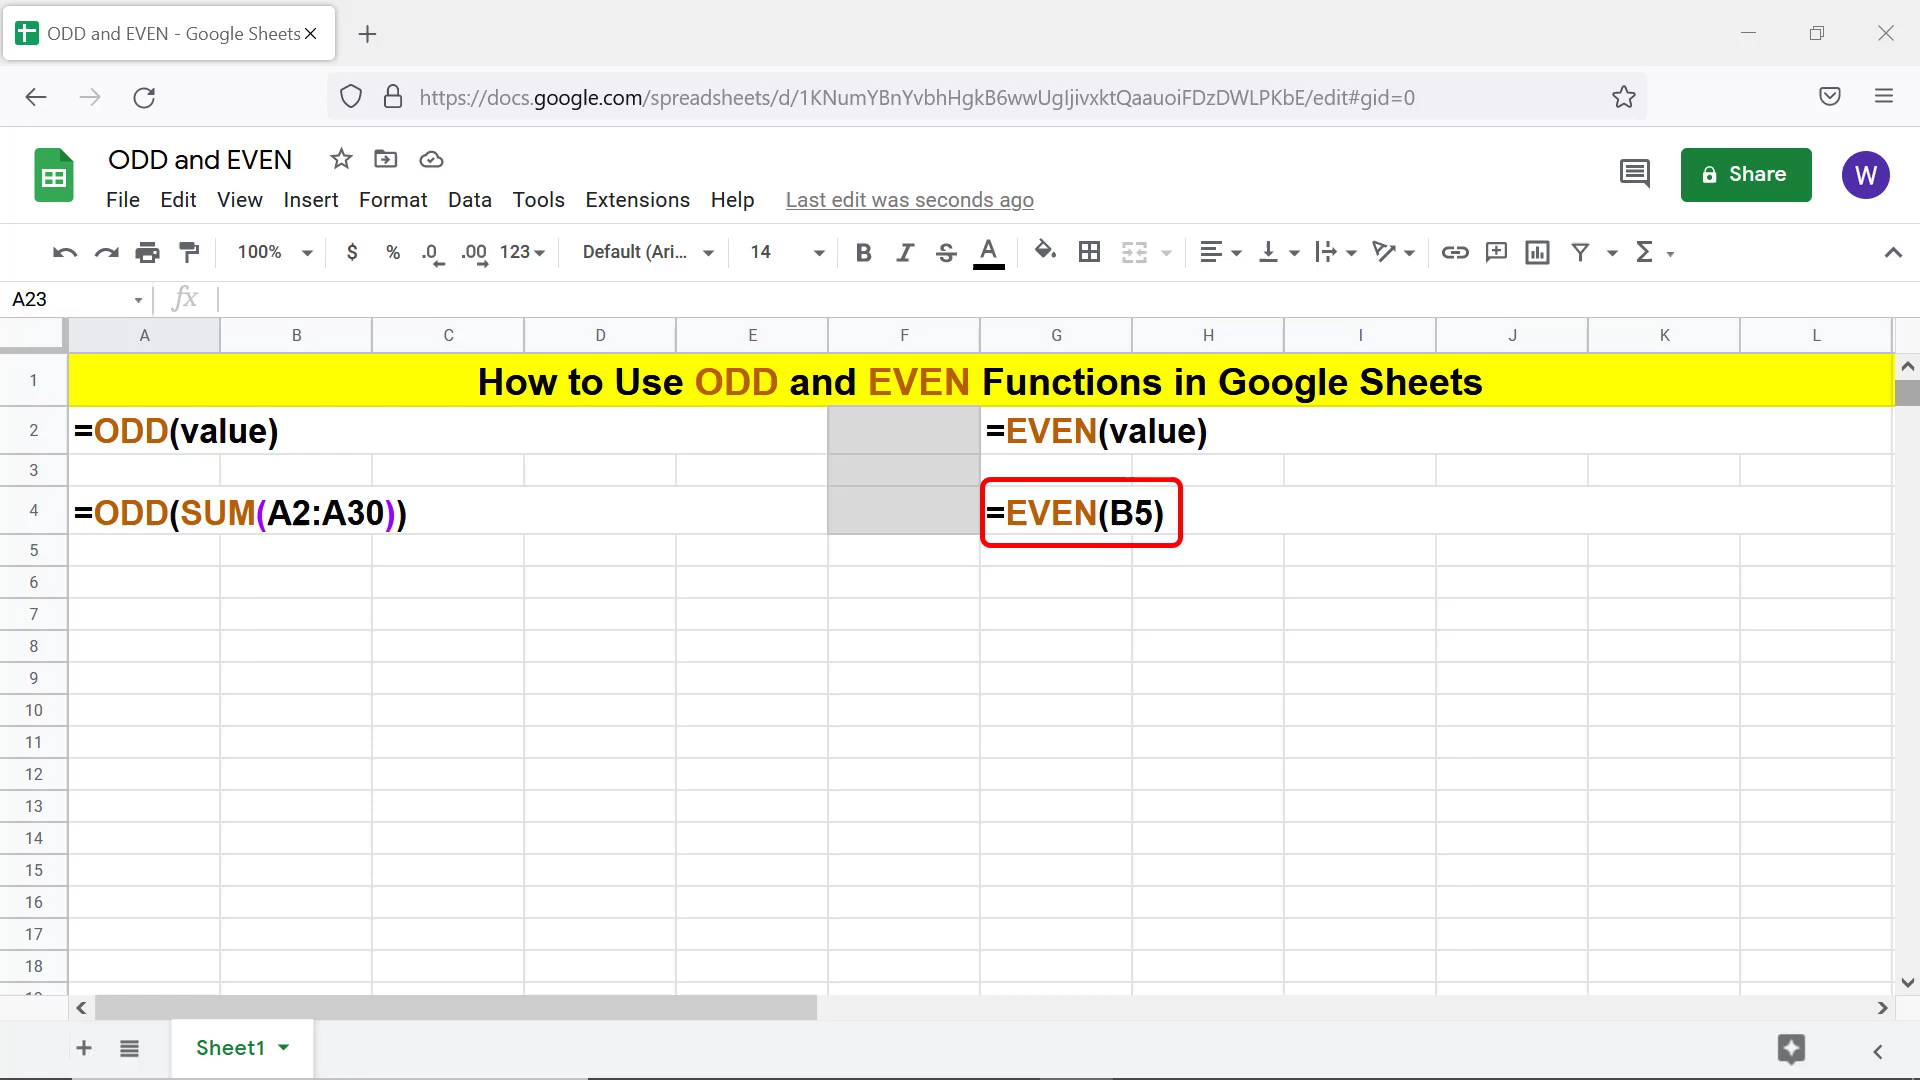 ODD and EVEN - Google Sheets
https://docs.google.com/spreadsheets/d/1KNumYBnYvbhHgkB6wwUgIjivxktQaauoiFDzDWLPKbE/edit#gid=0
ODD and EVEN
File Edit View Insert Format Data Tools Extensions Help Last edit was seconds ago
Share
W
100% $ % .0 .00 123 Default (Ari... 14 B I S A Σ
A23 fx
A B C D E F G H I J K L
1 How to Use ODD and EVEN Functions in Google Sheets
2 =ODD(value) =EVEN(value)
3
4 =ODD(SUM(A2:A30)) =EVEN(B5)
5
6
7
8
9
10
11
12
13
14
15
16
17
18
Sheet1